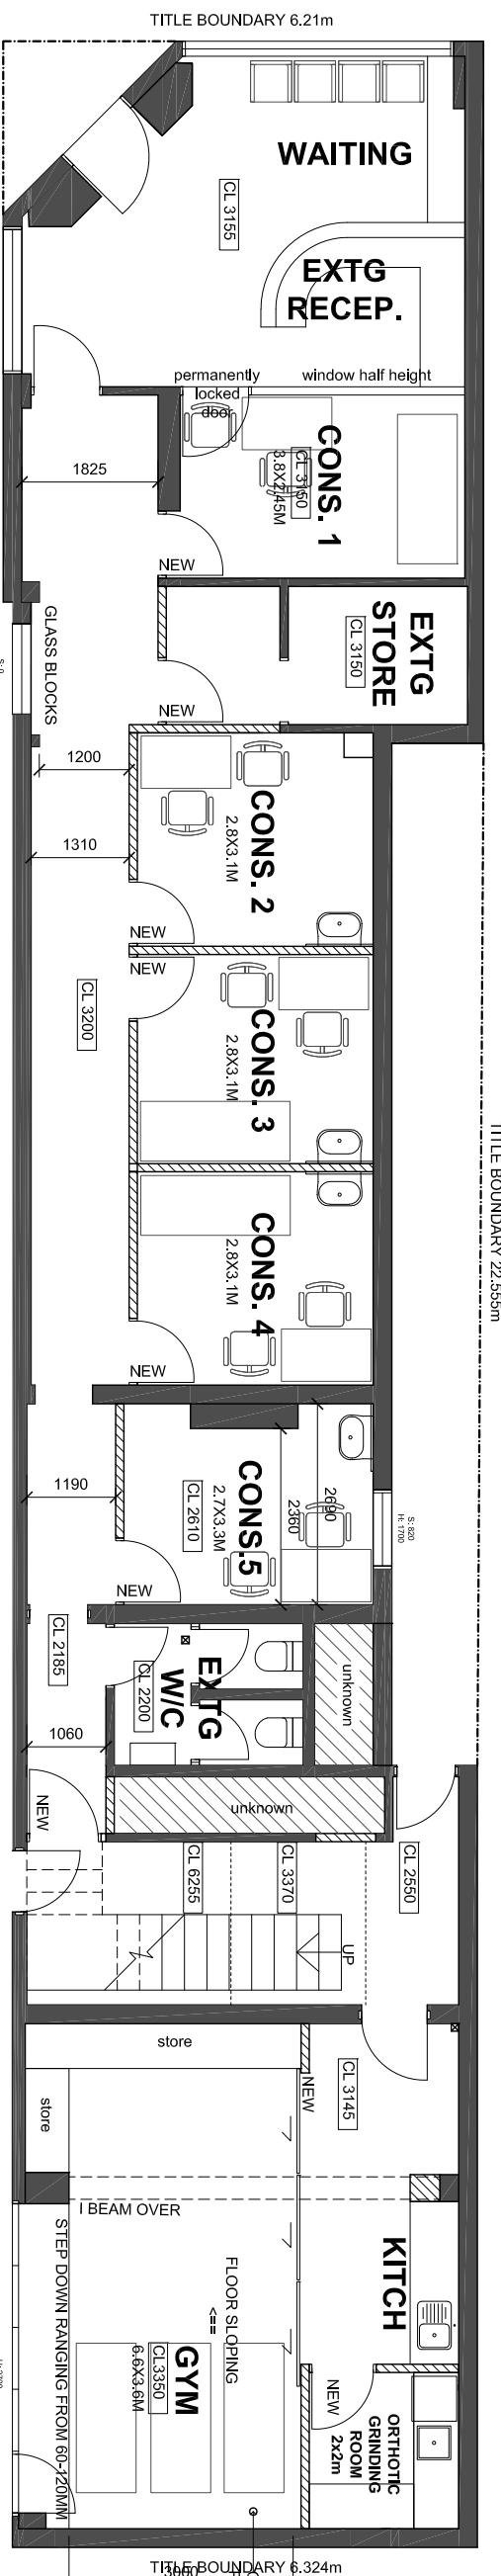 TITLE BOUNDARY 6.21m
WAITING
CL 3155
EXTG
RECEP.
permanently
locked
door
window half height
1825
CONS. 1
CL 3150
3.8X2.45M
NEW
EXTG
STORE
CL 3150
GLASS BLOCKS
NEW
1200
1310
CONS. 2
2.8X3.1M
NEW
NEW
CL 3200
CONS. 3
2.8X3.1M
TITLE BOUNDARY 22.555m
CONS. 4
2.8X3.1M
NEW
1190
CONS.5
2.7X3.3M
CL 2610
2690
2360
S: 820
H: 1700
NEW
CL 2185
EXTG
W/C
CL 2200
unknown
1060
NEW
unknown
CL 6255
CL 3370
CL 2550
UP
store
store
NEW
CL 3145
I BEAM OVER
KITCH
STEP DOWN RANGING FROM 60-120MM
FLOOR SLOPING
<==
GYM
CL3350
6.6X3.6M
NEW
ORTHOTIC
GRINDING
ROOM
2x2m
TITLE BOUNDARY 6.324m
3000